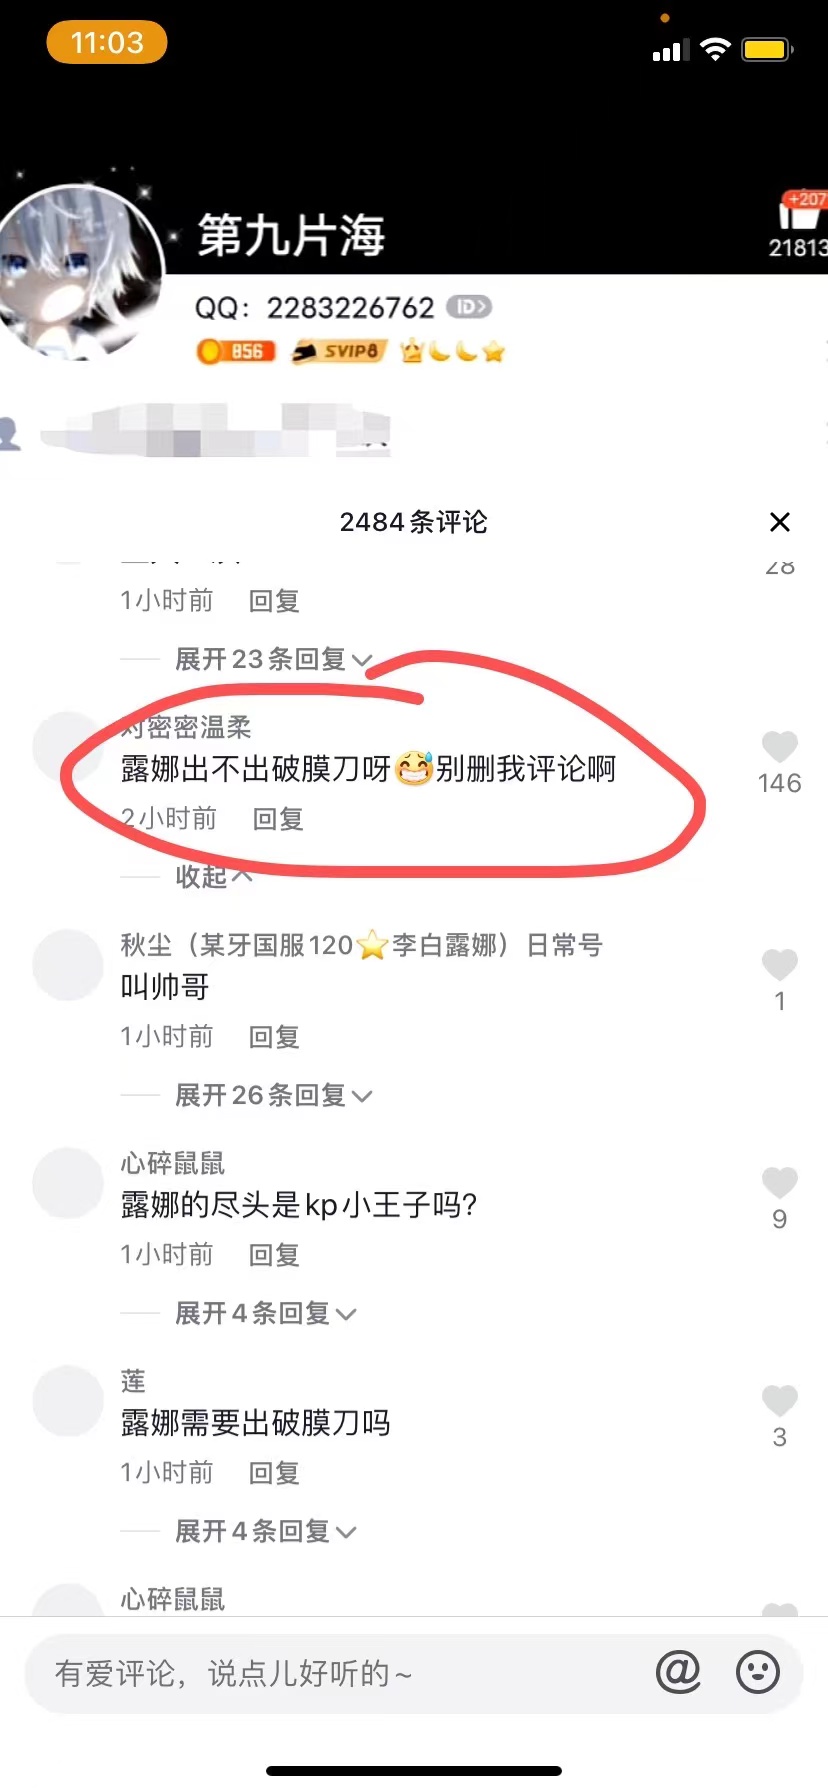 11:03
第九片海
+207
21813
QQ：2283226762 ID>
856 SVIP8
2484条评论
28
1小时前 回复
展开23条回复
对密密温柔
露娜出不出破膜刀呀😅别删我评论啊
146
2小时前 回复
收起
秋尘（某牙国服120⭐李白露娜）日常号
叫帅哥
1
1小时前 回复
展开26条回复
心碎鼠鼠
露娜的尽头是kp小王子吗?
9
1小时前 回复
展开4条回复
莲
露娜需要出破膜刀吗
3
1小时前 回复
展开4条回复
心碎鼠鼠
有爱评论，说点儿好听的~